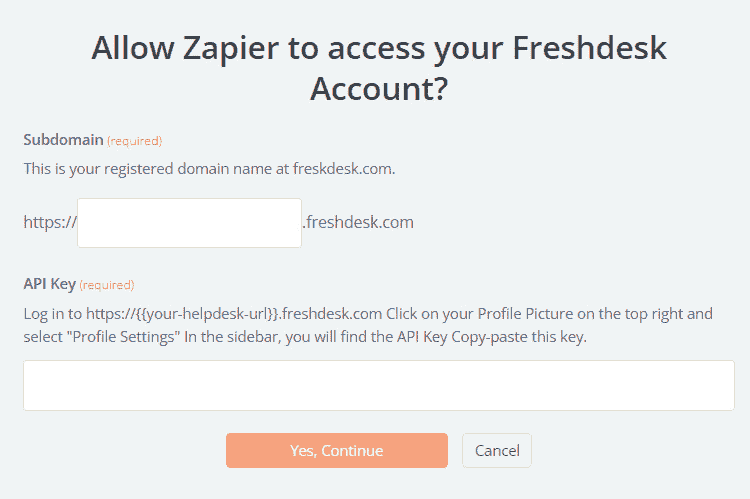 Allow Zapier to access your Freshdesk
Account?
Subdomain (required)
This is your registered domain name at freskdesk.com.
https:// .freshdesk.com
API Key (required)
Log in to https://{{your-helpdesk-url}}.freshdesk.com Click on your Profile Picture on the top right and
select "Profile Settings" In the sidebar, you will find the API Key Copy-paste this key.
Yes, Continue Cancel